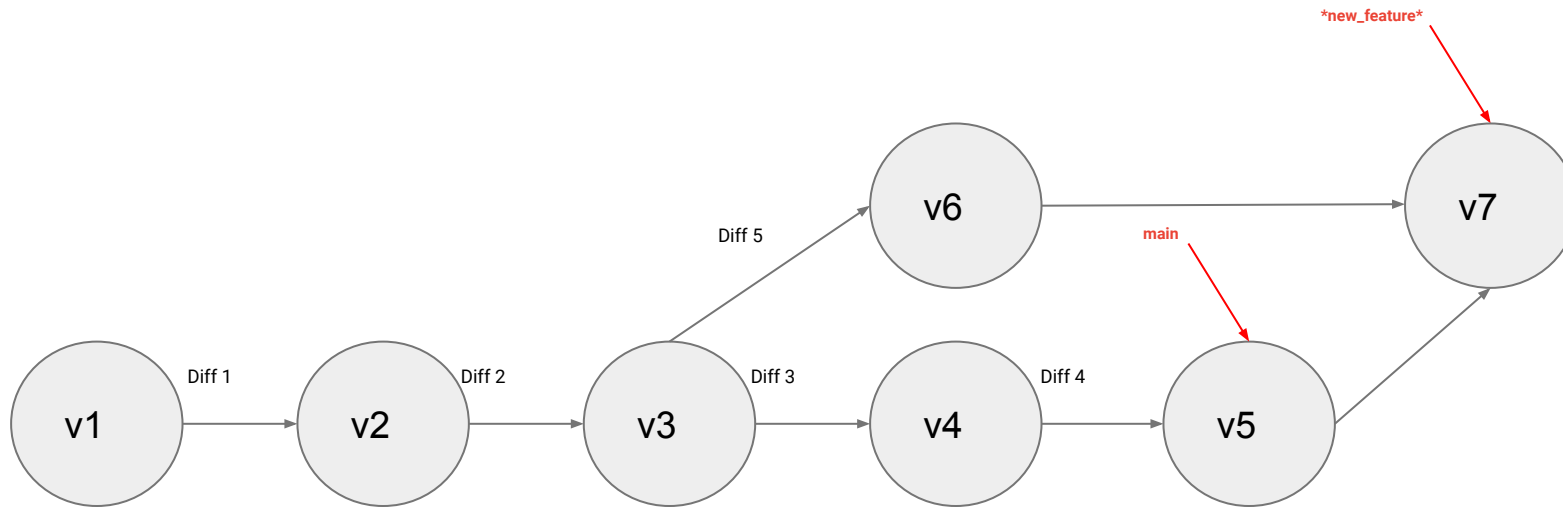 *new_feature*
v6
v7
Diff 5
main
Diff 1
Diff 2
Diff 3
Diff 4
v1
v2
v3
v4
v5